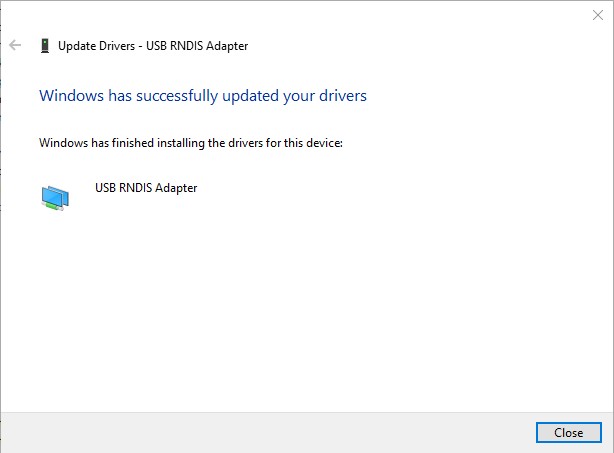 Update Drivers - USB RNDIS Adapter
Windows has successfully updated your drivers
Windows has finished installing the drivers for this device:
USB RNDIS Adapter
Close